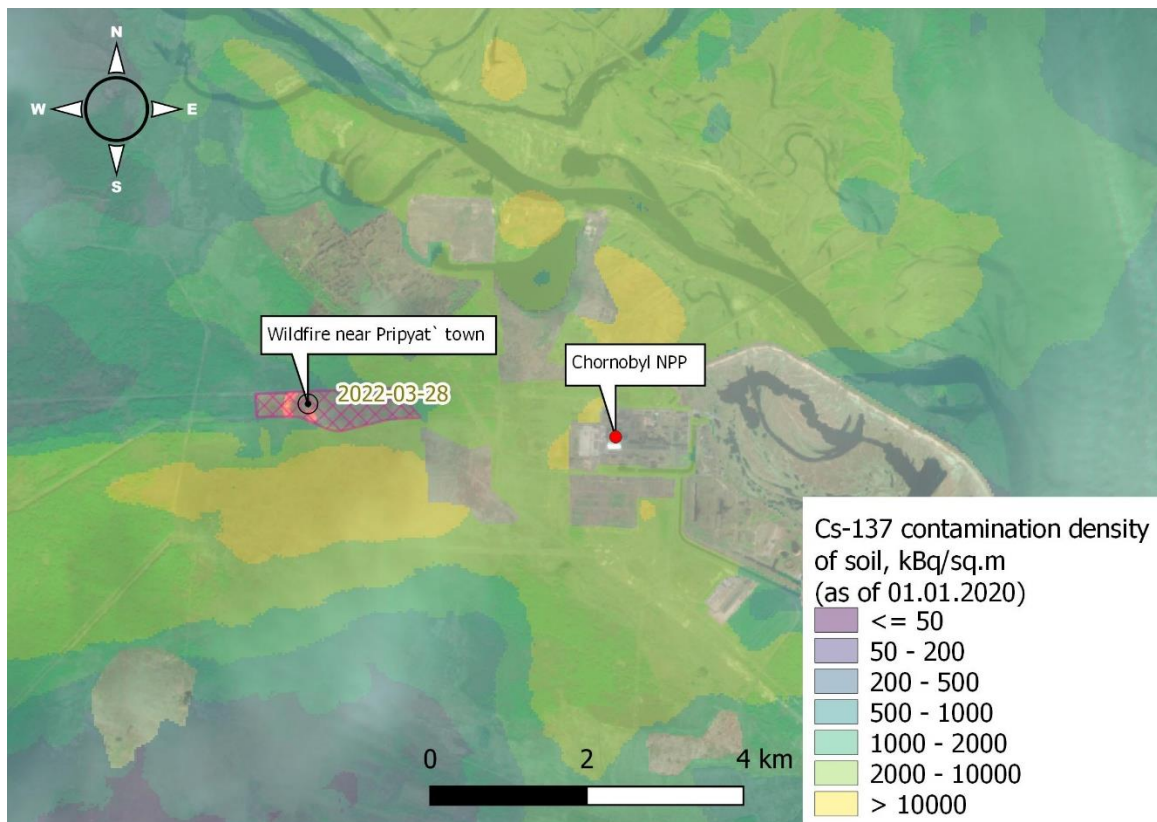 N
W
E
S
Wildfire near Pripyat` town
2022-03-28
Chornobyl NPP
Cs-137 contamination density
of soil, kBq/sq.m
(as of 01.01.2020)
<= 50
50 - 200
200 - 500
500 - 1000
1000 - 2000
2000 - 10000
> 10000
0
2
4 km